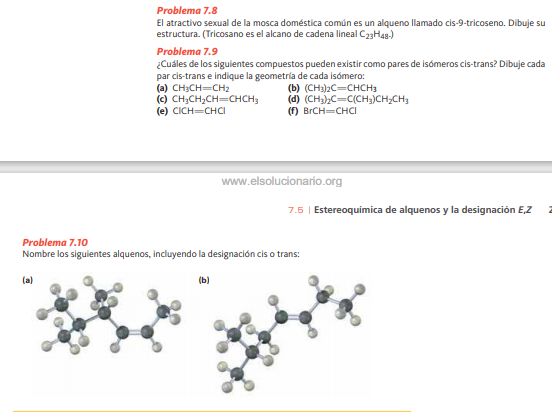 Problema 7.8
El atractivo sexual de la mosca doméstica común es un alqueno llamado cis-9-tricoseno. Dibuje su
estructura. (Tricosano es el alcano de cadena lineal C₂₃H₄₈.)
Problema 7.9
¿Cuáles de los siguientes compuestos pueden existir como pares de isómeros cis-trans? Dibuje cada
par cis-trans e indique la geometría de cada isómero:
(a) CH₃CH=CH₂ (b) (CH₃)₂C=CHCH₃
(c) CH₃CH₂CH=CHCH₃ (d) (CH₃)₂C=C(CH₃)CH₂CH₃
(e) ClCH=CHCl (f) BrCH=CHCl
www.elsolucionario.org
7.5 | Estereoquímica de alquenos y la designación E,Z
Problema 7.10
Nombre los siguientes alquenos, incluyendo la designación cis o trans:
(a) (b)